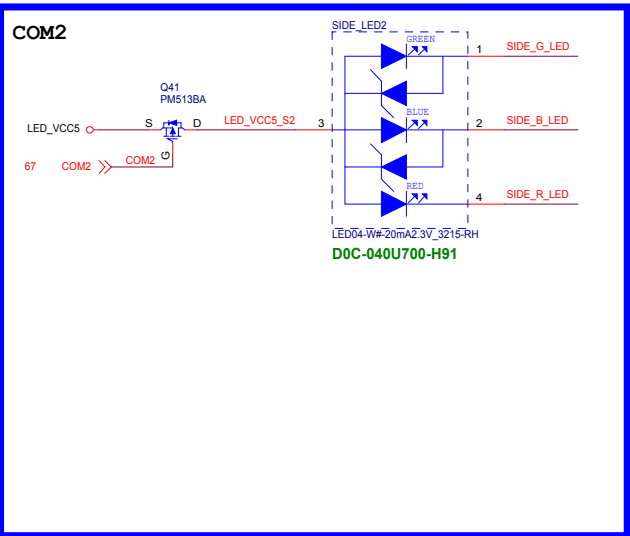 COM2
SIDE_LED2
GREEN
1
SIDE_G_LED
Q41
PM513BA
LED_VCC5
S
D
LED_VCC5_S2
3
BLUE
2
SIDE_B_LED
G
67
COM2
COM2
RED
4
SIDE_R_LED
LED04-W#-20mA2.3V_3215-RH
D0C-040U700-H91